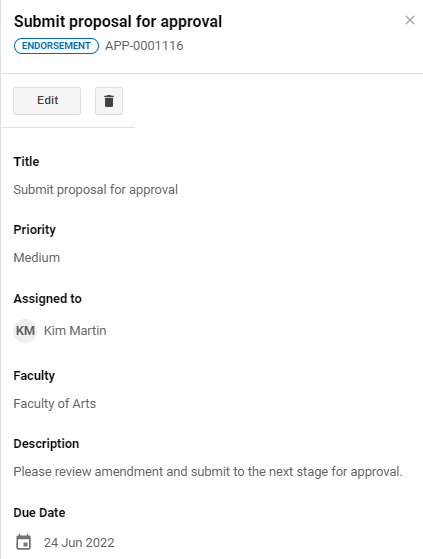 Submit proposal for approval
ENDORSEMENT APP-0001116
Edit
Title
Submit proposal for approval
Priority
Medium
Assigned to
KM Kim Martin
Faculty
Faculty of Arts
Description
Please review amendment and submit to the next stage for approval.
Due Date
24 Jun 2022